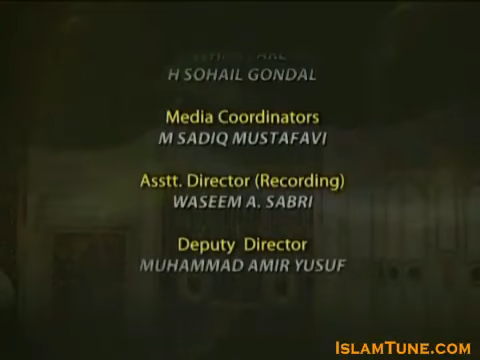 H SOHAIL GONDAL
Media Coordinators
M SADIQ MUSTAFAVI
Asstt. Director (Recording)
WASEEM A. SABRI
Deputy Director
MUHAMMAD AMIR YUSUF
ISLAMTUNE.COM